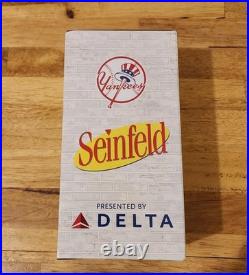 Yankees
Seinfeld
PRESENTED BY
DELTA